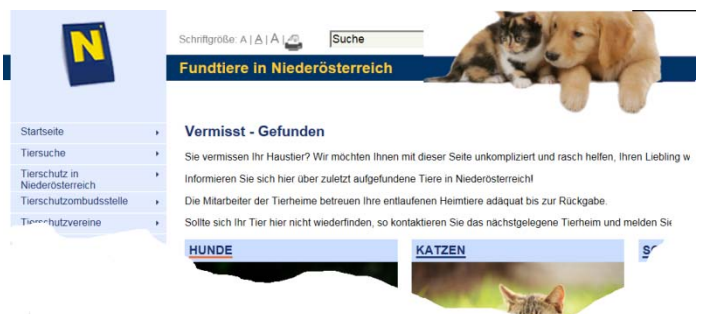 N
Schriftgröße: A | A | A |
Suche
Fundtiere in Niederösterreich
Startseite
Tiersuche
Tierschutz in
Niederösterreich
Tierschutzombudsstelle
Tierschutzvereine
Vermisst - Gefunden
Sie vermissen Ihr Haustier? Wir möchten Ihnen mit dieser Seite unkompliziert und rasch helfen, Ihren Liebling w
Informieren Sie sich hier über zuletzt aufgefundene Tiere in Niederösterreich!
Die Mitarbeiter der Tierheime betreuen Ihre entlaufenen Heimtiere adäquat bis zur Rückgabe.
Sollte sich Ihr Tier hier nicht wiederfinden, so kontaktieren Sie das nächstgelegene Tierheim und melden Sie
HUNDE
KATZEN